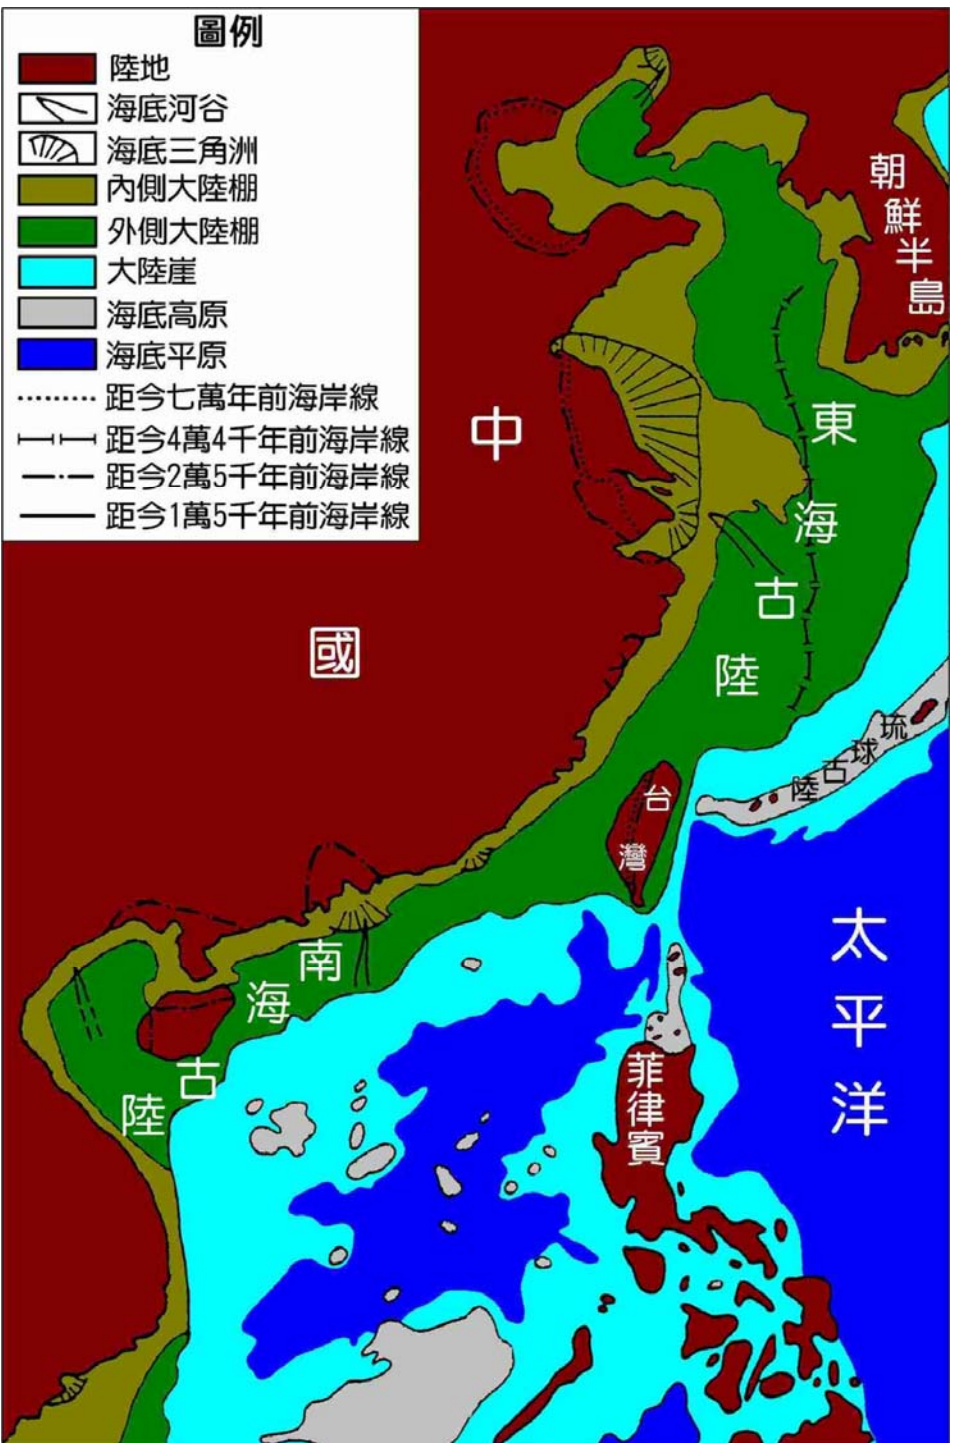 圖例
陸地
海底河谷
海底三角洲
內側大陸棚
外側大陸棚
大陸崖
海底高原
海底平原
距今七萬年前海岸線
距今4萬4千年前海岸線
距今2萬5千年前海岸線
距今1萬5千年前海岸線
朝鮮半島
中國
東海古陸
琉球古陸
台灣
南海古陸
太平洋
菲律賓